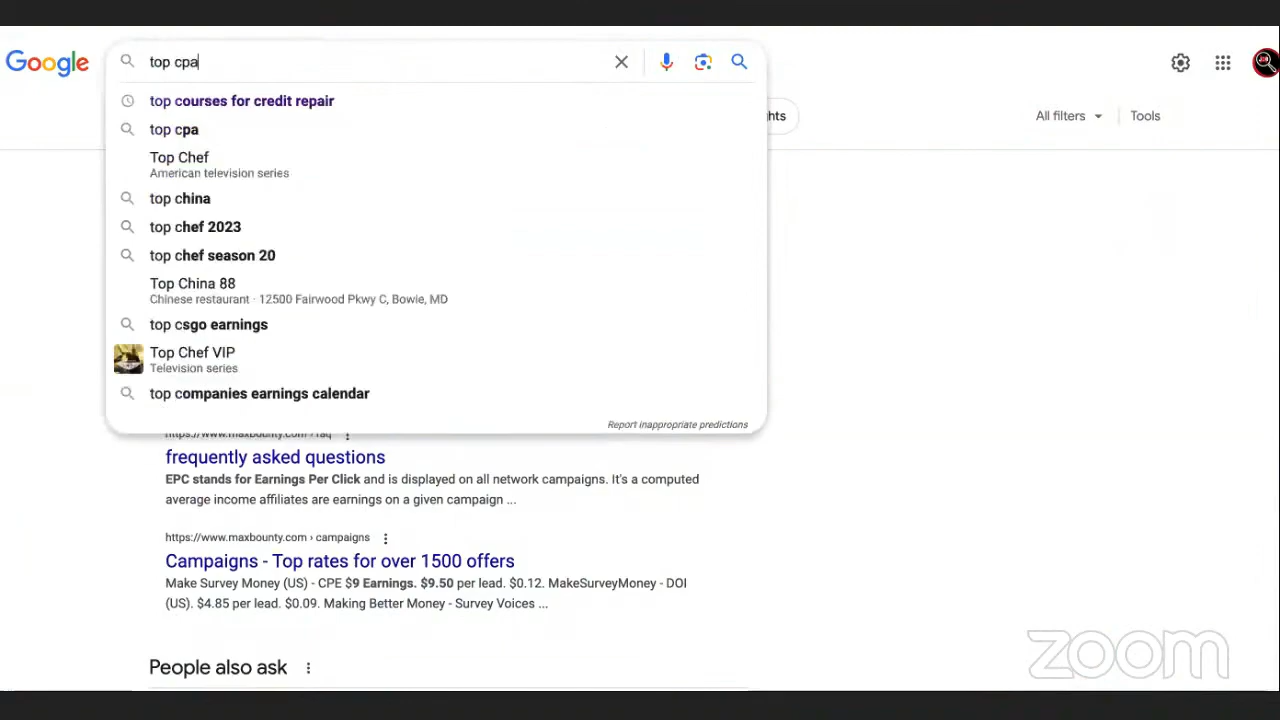 Google
top cpa
top courses for credit repair
top cpa
Top Chef
American television series
top china
top chef 2023
top chef season 20
Top China 88
Chinese restaurant · 12500 Fairwood Pkwy C, Bowie, MD
top csgo earnings
Top Chef VIP
Television series
top companies earnings calendar
Report inappropriate predictions
hts
All filters
Tools
https://www.maxbounty.com › faq
frequently asked questions
EPC stands for Earnings Per Click and is displayed on all network campaigns. It's a computed
average income affiliates are earnings on a given campaign ...
https://www.maxbounty.com › campaigns
Campaigns - Top rates for over 1500 offers
Make Survey Money (US) - CPE $9 Earnings. $9.50 per lead. $0.12. MakeSurveyMoney - DOI
(US). $4.85 per lead. $0.09. Making Better Money - Survey Voices ...
People also ask
zoom